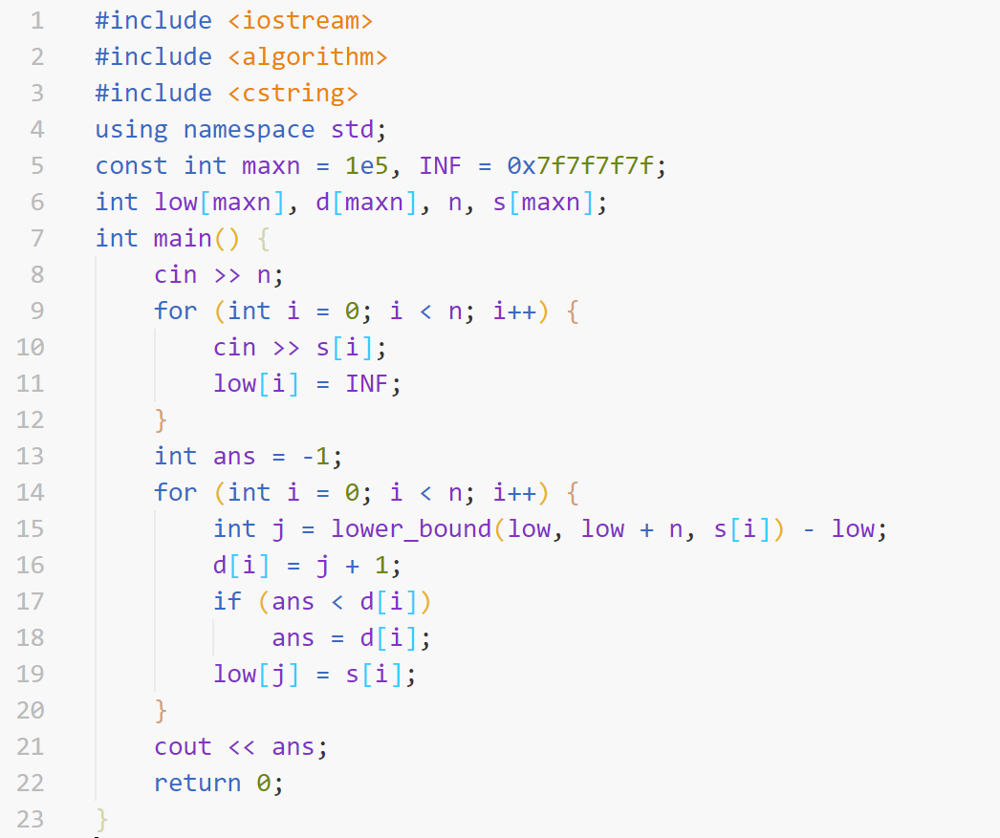 1 #include <iostream>
2 #include <algorithm>
3 #include <cstring>
4 using namespace std;
5 const int maxn = 1e5, INF = 0x7f7f7f7f;
6 int low[maxn], d[maxn], n, s[maxn];
7 int main() {
8     cin >> n;
9     for (int i = 0; i < n; i++) {
10         cin >> s[i];
11         low[i] = INF;
12     }
13     int ans = -1;
14     for (int i = 0; i < n; i++) {
15         int j = lower_bound(low, low + n, s[i]) - low;
16         d[i] = j + 1;
17         if (ans < d[i])
18             ans = d[i];
19         low[j] = s[i];
20     }
21     cout << ans;
22     return 0;
23 }